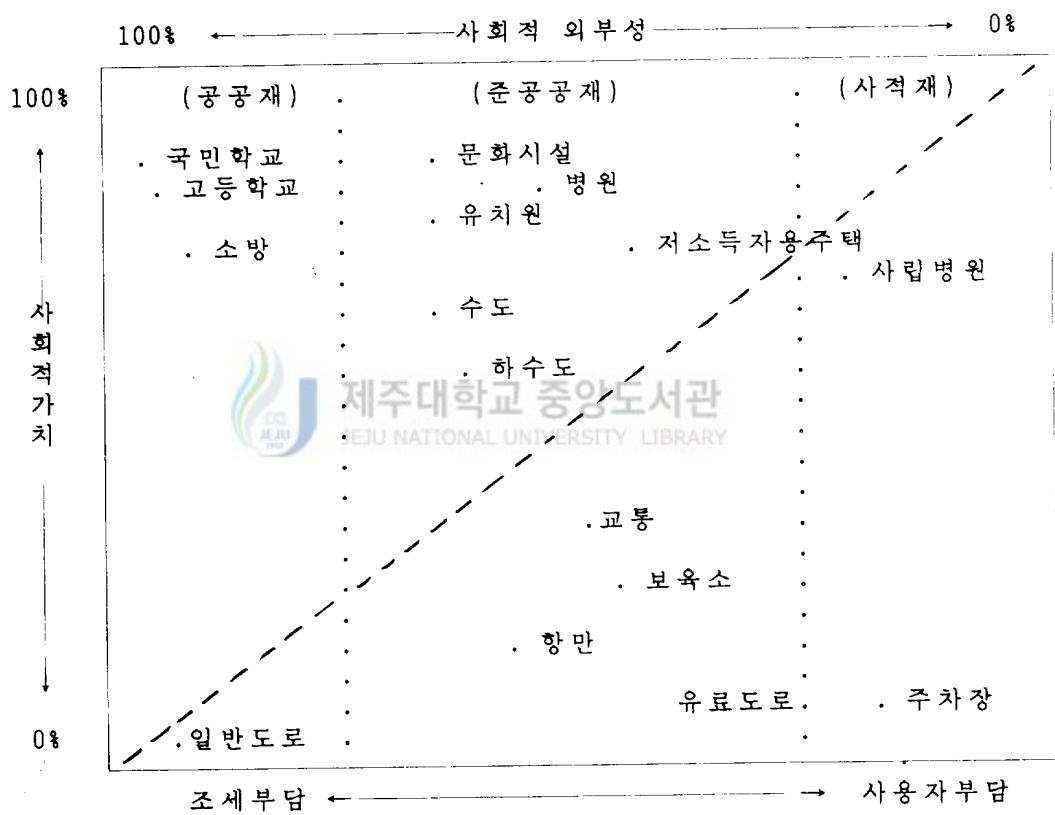 100% ← 사회적 외부성 → 0%
100%
(공공재) (준공공재) (사적재)
. 국민학교 . 문화시설
. 고등학교 . 병원
. 유치원
. 소방 . 저소득자용주택
. 사립병원
사회적가치
. 수도
. 하수도
제주대학교 중앙도서관
JEJU NATIONAL UNIVERSITY LIBRARY
JEJU
1952
.교통
. 보육소
. 항만
유료도로. . 주차장
0%
.일반도로
조세부담 ← → 사용자부담